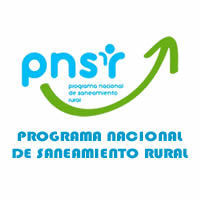 pnsr
programa nacional
de saneamiento
rural
PROGRAMA NACIONAL
DE SANEAMIENTO RURAL